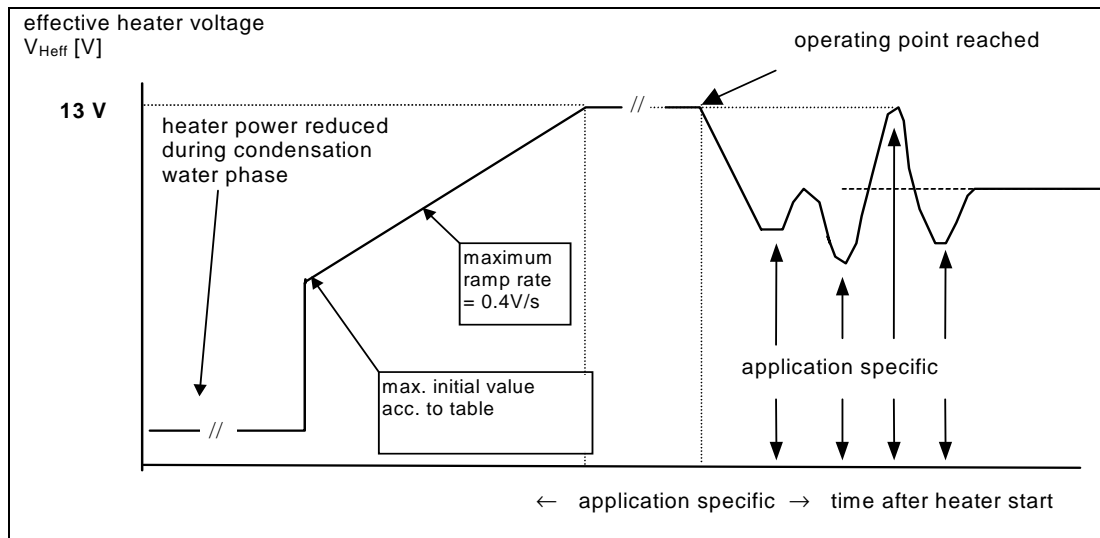 effective heater voltage
VHeff [V]
operating point reached
13 V
//
heater power reduced
during condensation
water phase
maximum
ramp rate
= 0.4V/s
application specific
max. initial value
acc. to table
//
← application specific → time after heater start